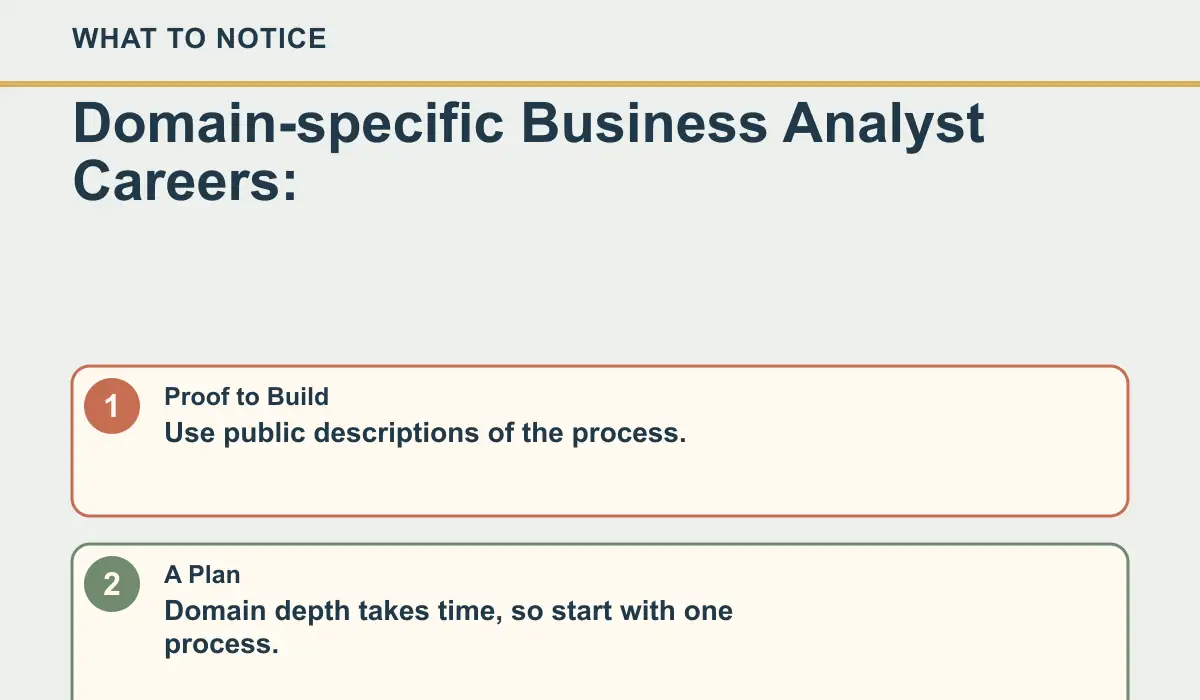 WHAT TO NOTICE
Domain-specific Business Analyst
Careers:
1
Proof to Build
Use public descriptions of the process.
2
A Plan
Domain depth takes time, so start with one
process.